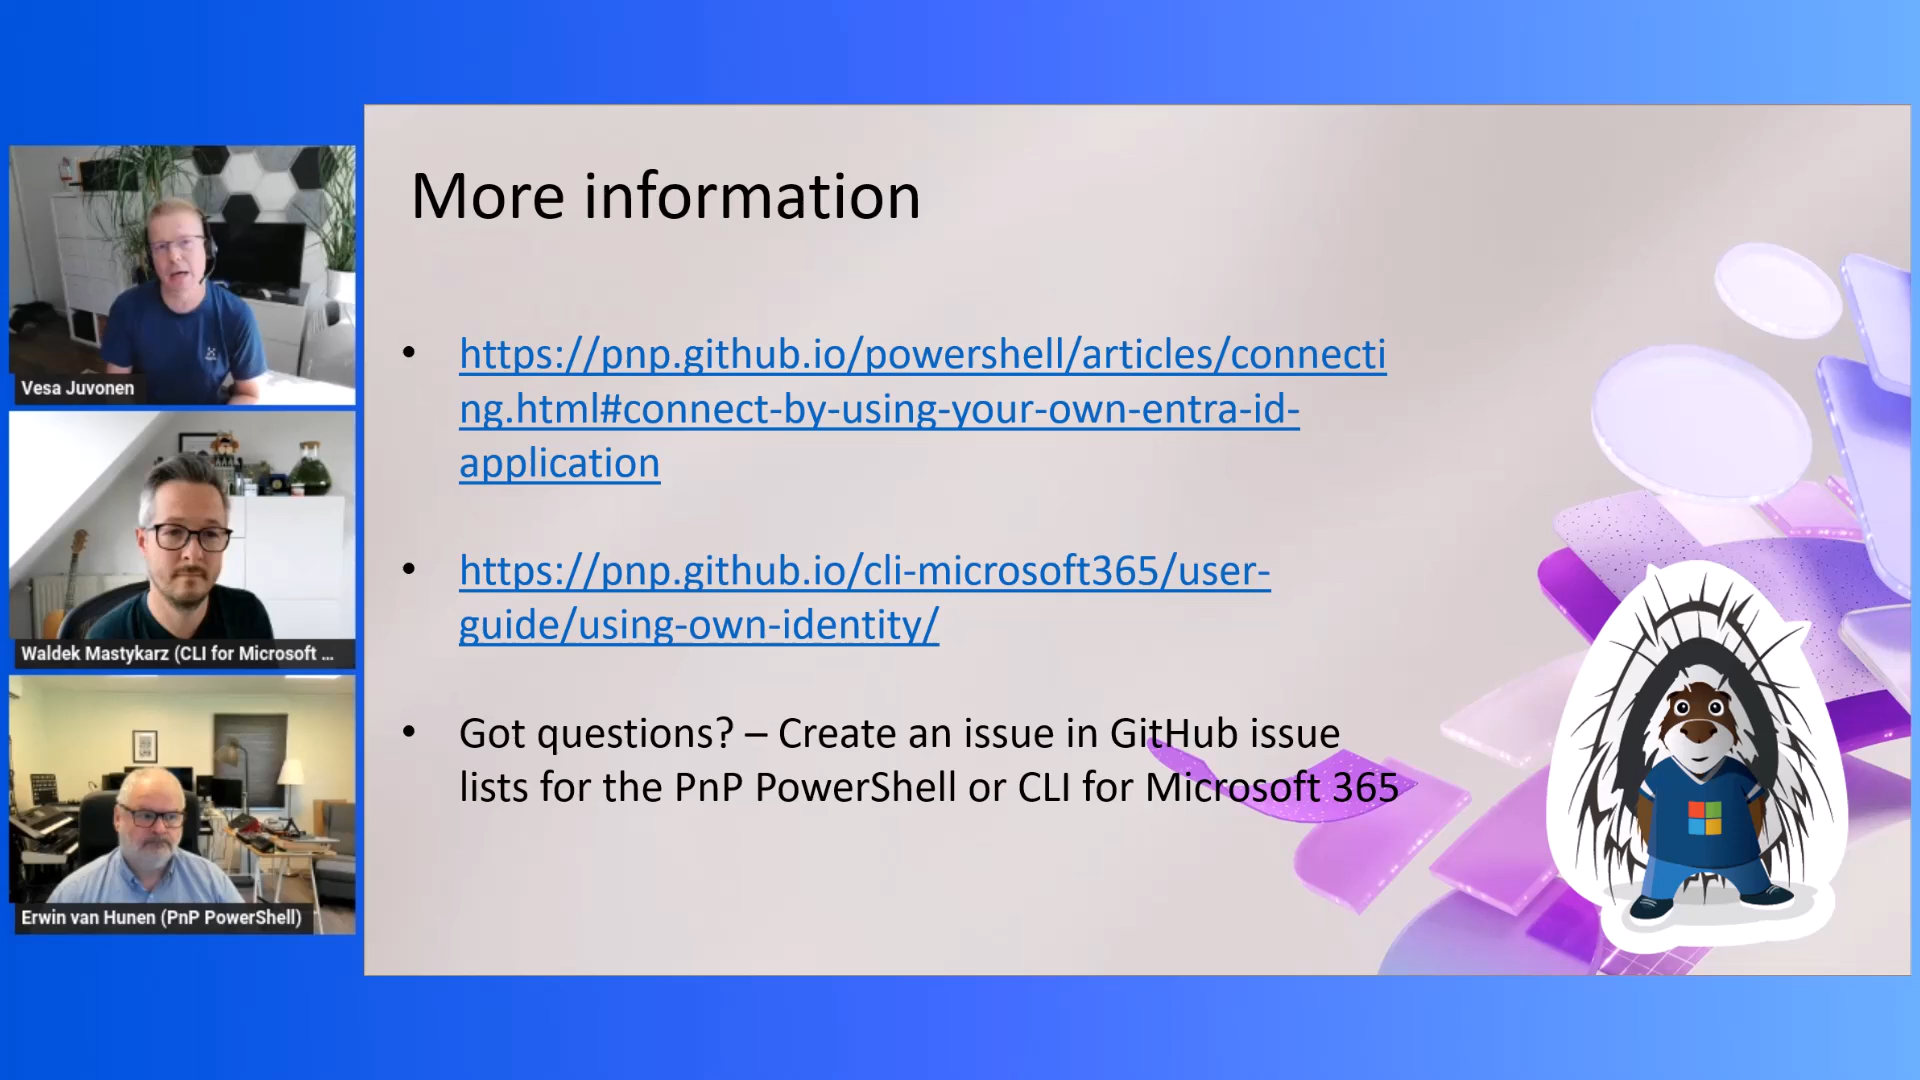 More information
• https://pnp.github.io/powershell/articles/connecti
ng.html#connect-by-using-your-own-entra-id-
application
• https://pnp.github.io/cli-microsoft365/user-
guide/using-own-identity/
• Got questions? – Create an issue in GitHub issue
lists for the PnP PowerShell or CLI for Microsoft 365
Vesa Juvonen
Waldek Mastykarz (CLI for Microsoft ...
Erwin van Hunen (PnP PowerShell)